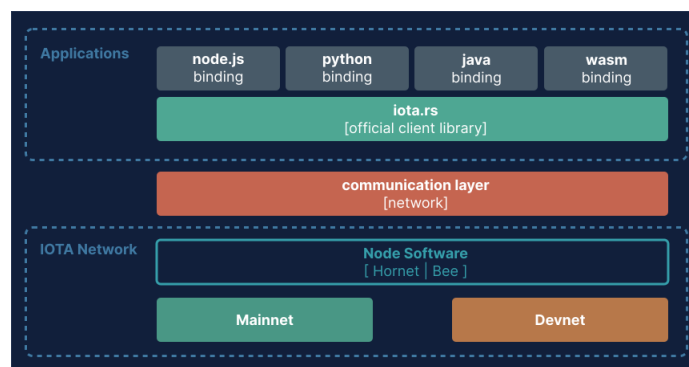 Applications
node.js
binding
python
binding
java
binding
wasm
binding
iota.rs
[official client library]
communication layer
[network]
IOTA Network
Node Software
[ Hornet | Bee ]
Mainnet
Devnet